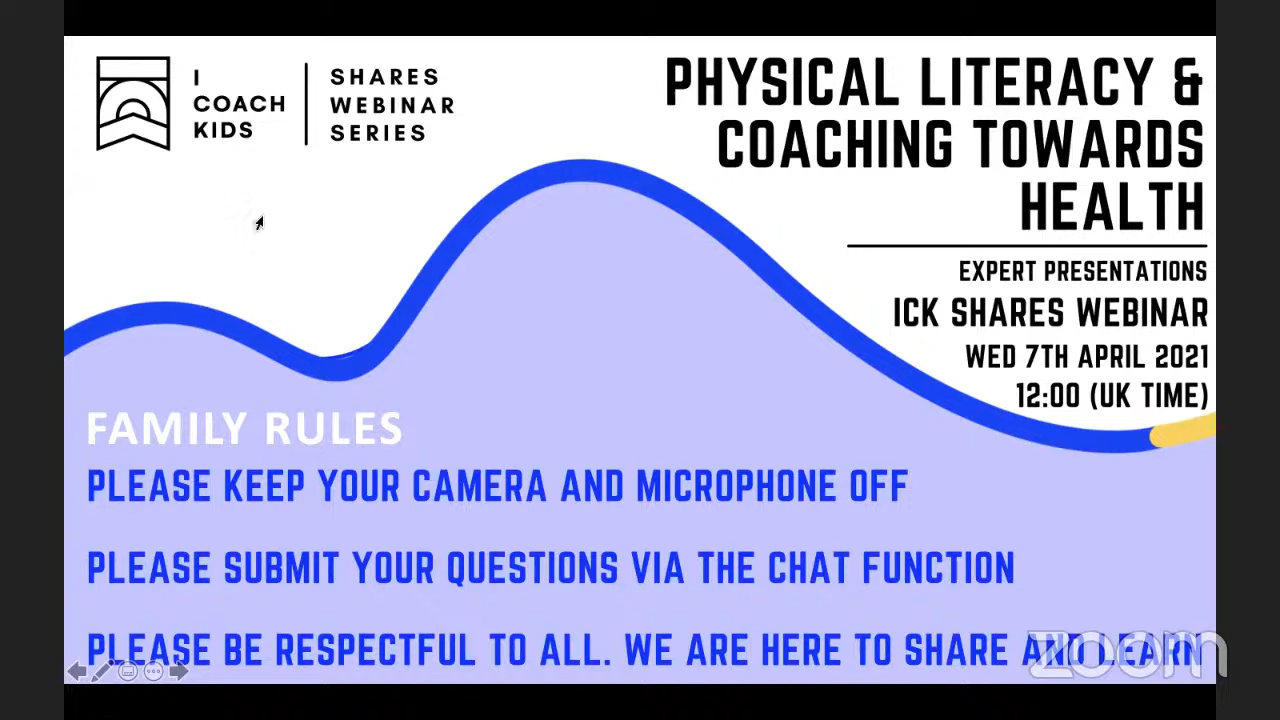 I
COACH
KIDS
SHARES
WEBINAR
SERIES
PHYSICAL LITERACY &
COACHING TOWARDS
HEALTH
EXPERT PRESENTATIONS
ICK SHARES WEBINAR
WED 7TH APRIL 2021
12:00 (UK TIME)
FAMILY RULES
PLEASE KEEP YOUR CAMERA AND MICROPHONE OFF
PLEASE SUBMIT YOUR QUESTIONS VIA THE CHAT FUNCTION
PLEASE BE RESPECTFUL TO ALL. WE ARE HERE TO SHARE AND LEARN
zoom